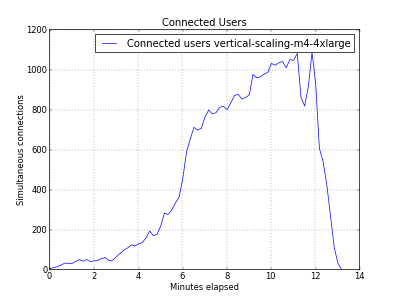 Connected Users
Connected users vertical-scaling-m4-4xlarge
1200
1000
800
600
400
200
0
Simultaneous connections
0 2 4 6 8 10 12 14
Minutes elapsed